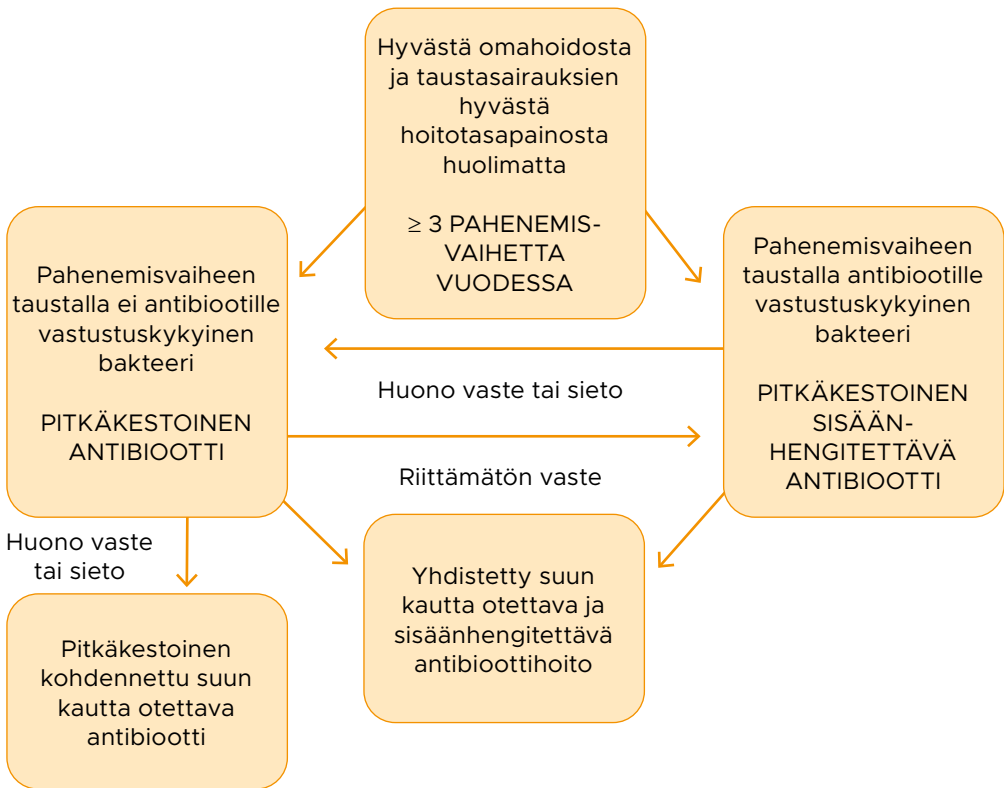 Hyvästä omahoidosta
ja taustasairauksien
hyvästä
hoitotasapainosta
huolimatta
≥ 3 PAHENEMIS-
VAIHETTA
VUODESSA
Pahenemisvaiheen
taustalla ei antibiootille
vastustuskykyinen
bakteeri
PITKÄKESTOINEN
ANTIBIOOTTI
Pahenemisvaiheen
taustalla antibiootille
vastustuskykyinen
bakteeri
PITKÄKESTOINEN
SISÄÄN-
HENGITETTÄVÄ
ANTIBIOOTTI
Huono vaste tai sieto
Riittämätön vaste
Huono vaste
tai sieto
Yhdistetty suun
kautta otettava ja
sisäänhengitettävä
antibioottihoito
Pitkäkestoinen
kohdennettu suun
kautta otettava
antibiootti